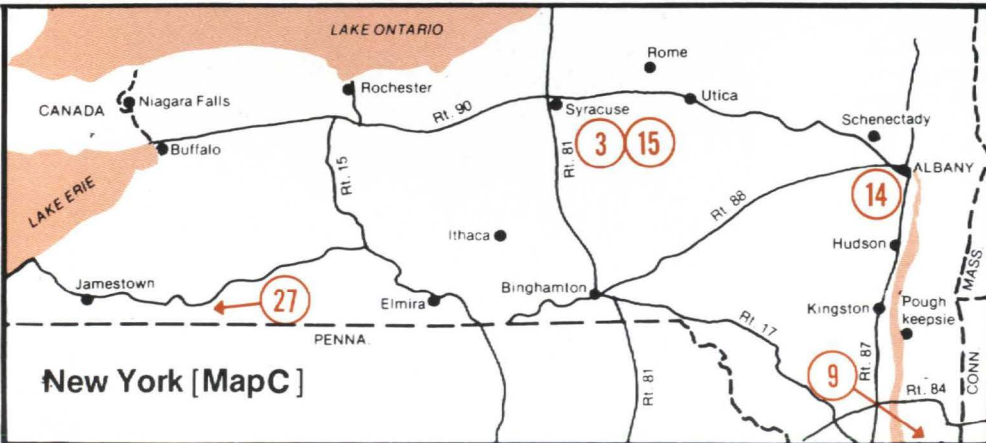 LAKE ONTARIO
Rome
CANADA
Niagara Falls
Rochester
Rt. 90
Syracuse
Utica
Schenectady
Buffalo
Rt. 15
Rt. 81
3
15
ALBANY
LAKE ERIE
Rt. 88
14
Ithaca
Hudson
MASS.
Jamestown
27
Elmira
Binghamton
Kingston
Pough
keepsie
Rt. 17
PENNA.
Rt. 87
CONN.
New York [MapC]
Rt. 81
9
Rt. 84